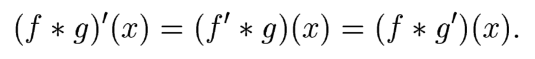 (f ∗ g)′(x) = (f′ ∗ g)(x) = (f ∗ g′)(x).